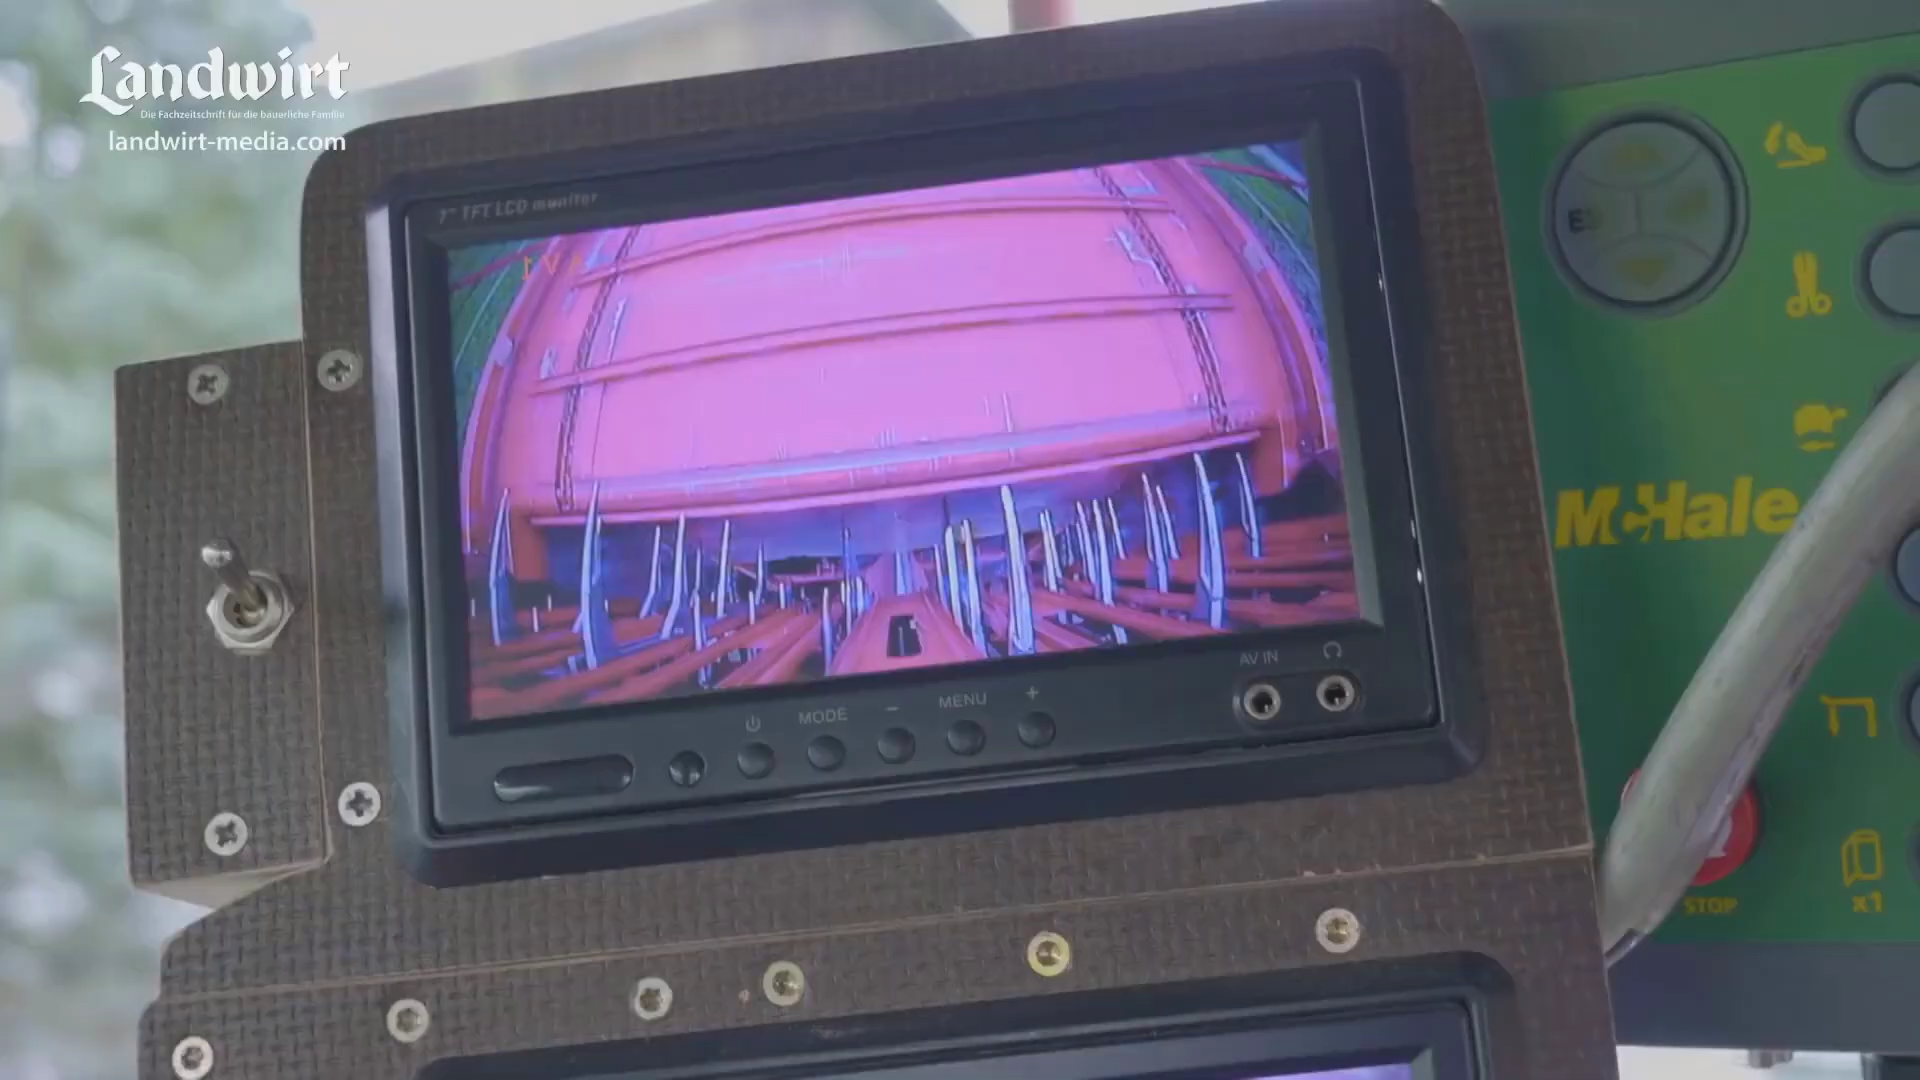 Landwirt
Die Fachzeitschrift für die bäuerliche Familie
landwirt-media.com
7" TFT LCD monitor
AV1
MODE
−
MENU
+
AV IN
McHale
STOP
x1